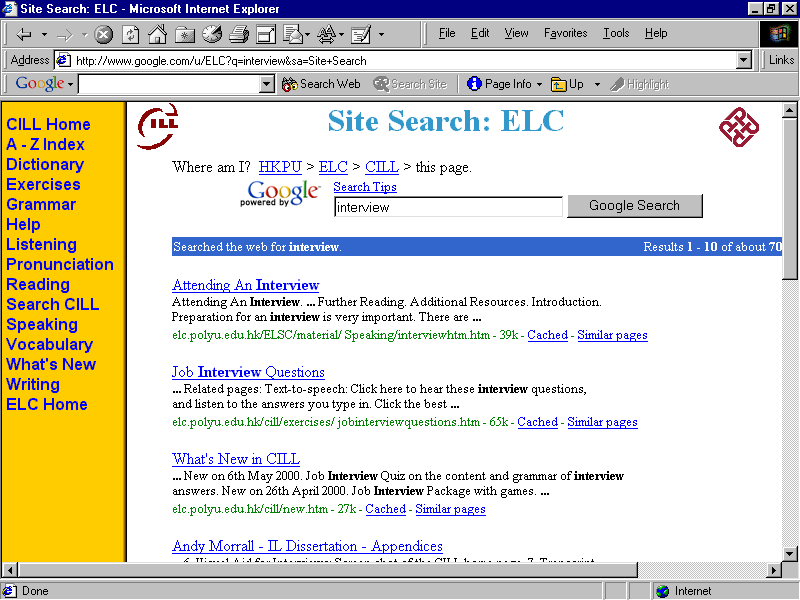 Site Search: ELC - Microsoft Internet Explorer
File Edit View Favorites Tools Help
Address http://www.google.com/u/ELC?q=interview&sa=Site+Search Links
Google Search Web Search Site Page Info Up Highlight
CILL Home
A - Z Index
Dictionary
Exercises
Grammar
Help
Listening
Pronunciation
Reading
Search CILL
Speaking
Vocabulary
What's New
Writing
ELC Home
CILL
Site Search: ELC
Where am I? HKPU > ELC > CILL > this page.
Google powered by
Search Tips
interview Google Search
Searched the web for interview. Results 1 - 10 of about 70
Attending An Interview
Attending An Interview. ... Further Reading. Additional Resources. Introduction.
Preparation for an interview is very important. There are ...
elc.polyu.edu.hk/ELSC/material/ Speaking/interviewhtm.htm - 39k - Cached - Similar pages
Job Interview Questions
... Related pages: Text-to-speech: Click here to hear these interview questions,
and listen to the answers you type in. Click the best ...
elc.polyu.edu.hk/cill/exercises/ jobinterviewquestions.htm - 65k - Cached - Similar pages
What's New in CILL
... New on 6th May 2000. Job Interview Quiz on the content and grammar of interview
answers. New on 26th April 2000. Job Interview Package with games. ...
elc.polyu.edu.hk/cill/new.htm - 27k - Cached - Similar pages
Andy Morrall - IL Dissertation - Appendices
Done Internet